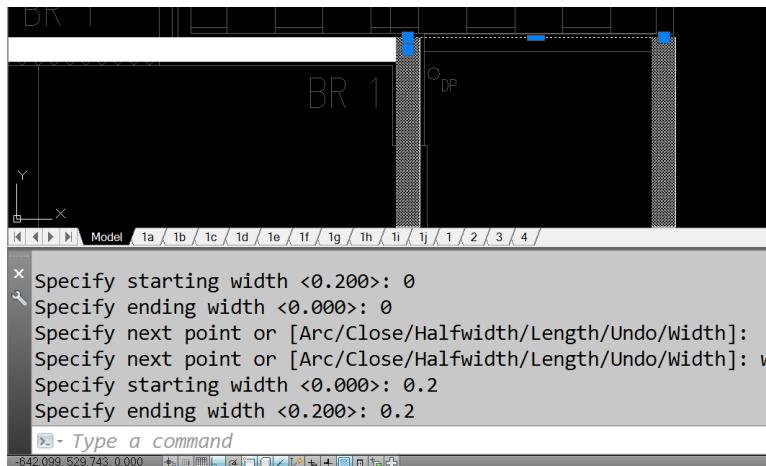 BR 1
BR 1
DP
Y
X
Model 1a 1b 1c 1d 1e 1f 1g 1h 1i 1j 1 2 3 4
Specify starting width <0.200>: 0
Specify ending width <0.000>: 0
Specify next point or [Arc/Close/Halfwidth/Length/Undo/Width]:
Specify next point or [Arc/Close/Halfwidth/Length/Undo/Width]: w
Specify starting width <0.000>: 0.2
Specify ending width <0.200>: 0.2
Type a command
-642.099, 529.743, 0.000